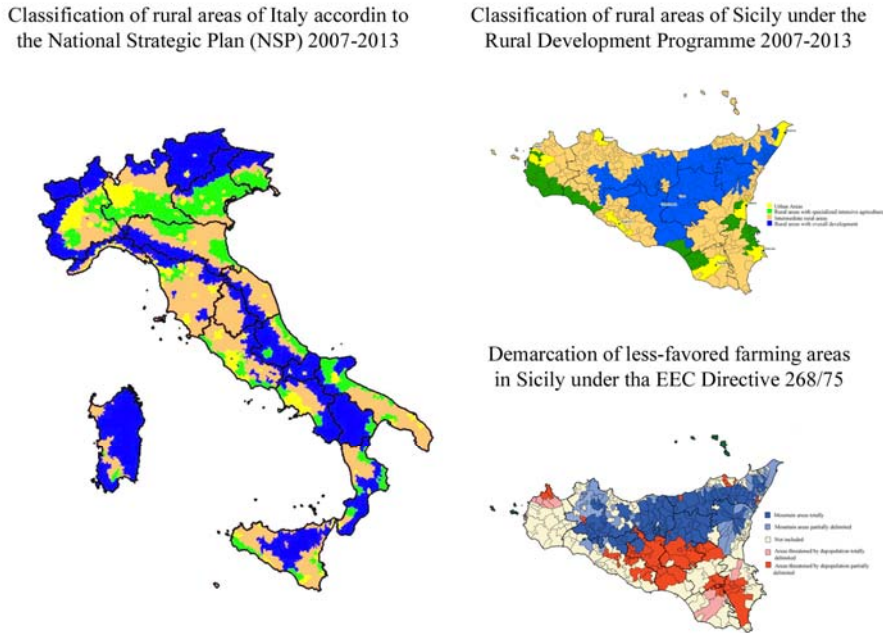 Classification of rural areas of Italy accordin to
the National Strategic Plan (NSP) 2007-2013
Classification of rural areas of Sicily under the
Rural Development Programme 2007-2013
Urban Areas
Rural areas with specialized intensive agriculture
Intermediate rural areas
Rural areas with overall development
Demarcation of less-favored farming areas
in Sicily under tha EEC Directive 268/75
Mountain areas totally
Mountain areas partially delimited
Not included
Areas threatened by depopulation totally
delimited
Areas threatened by depopulation partially
delimited